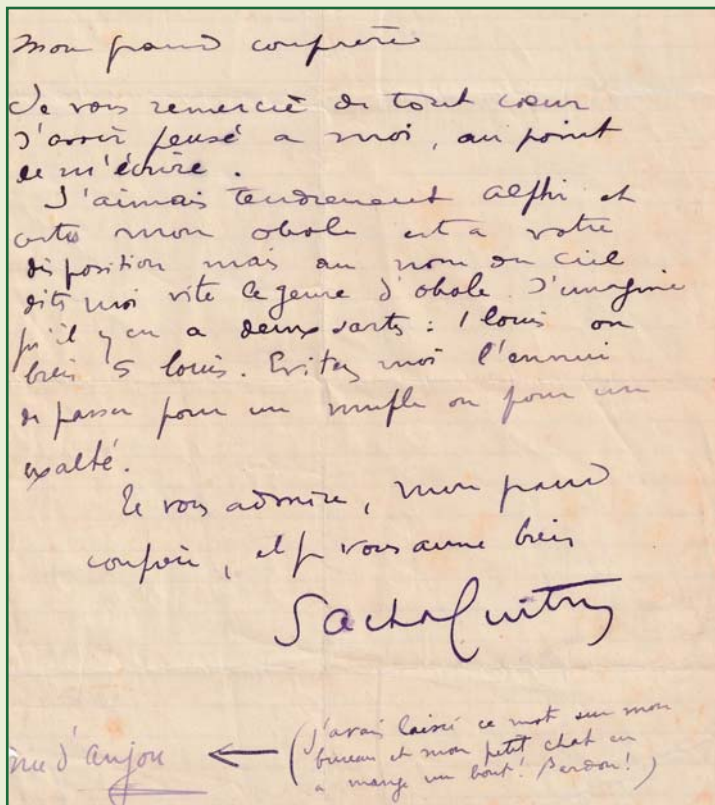 Mon grand confrère
Je vous remercie de tout cœur
d'avoir pensé a moi, au point
de m'écrire.
J'aimais tendrement Alphi et
certes mon obole est a votre
disposition mais au nom du ciel
dites moi vite le genre d'obole. J'imagine
qu'il y en a deux sortes : 1 louis ou
bien 5 louis. Evitez moi l'ennui
de passer pour un mufle ou pour un
exalté.
Je vous admire, mon grand
confrère, et je vous aime bien
Sacha Guitry
rue d'Anjou ← (j'avais laissé ce mot sur mon
bureau et mon petit chat en
a mangé un bout! Pardon!)